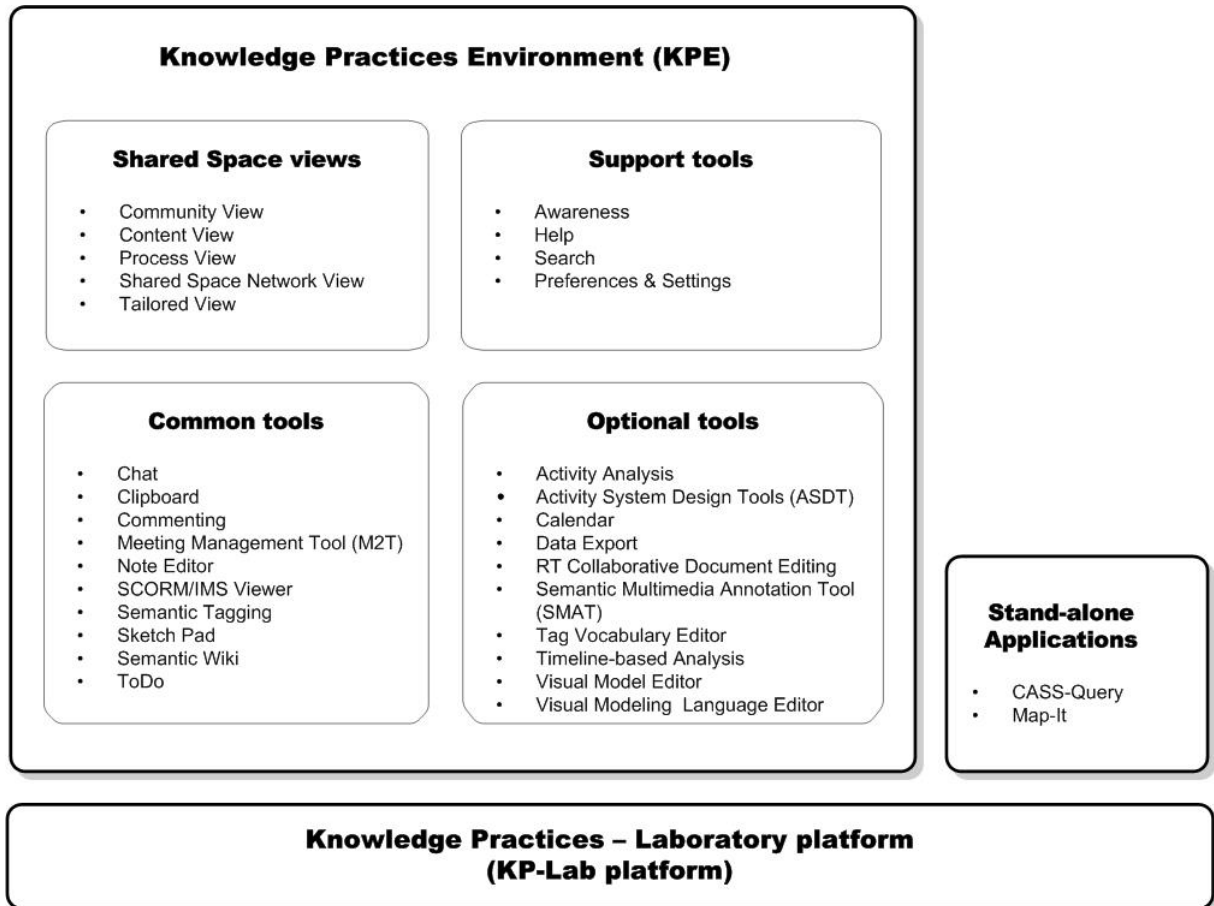 Knowledge Practices Environment (KPE)
Shared Space views
• Community View
• Content View
• Process View
• Shared Space Network View
• Tailored View
Support tools
• Awareness
• Help
• Search
• Preferences & Settings
Common tools
• Chat
• Clipboard
• Commenting
• Meeting Management Tool (M2T)
• Note Editor
• SCORM/IMS Viewer
• Semantic Tagging
• Sketch Pad
• Semantic Wiki
• ToDo
Optional tools
• Activity Analysis
• Activity System Design Tools (ASDT)
• Calendar
• Data Export
• RT Collaborative Document Editing
• Semantic Multimedia Annotation Tool
(SMAT)
• Tag Vocabulary Editor
• Timeline-based Analysis
• Visual Model Editor
• Visual Modeling Language Editor
Stand-alone
Applications
• CASS-Query
• Map-It
Knowledge Practices – Laboratory platform
(KP-Lab platform)